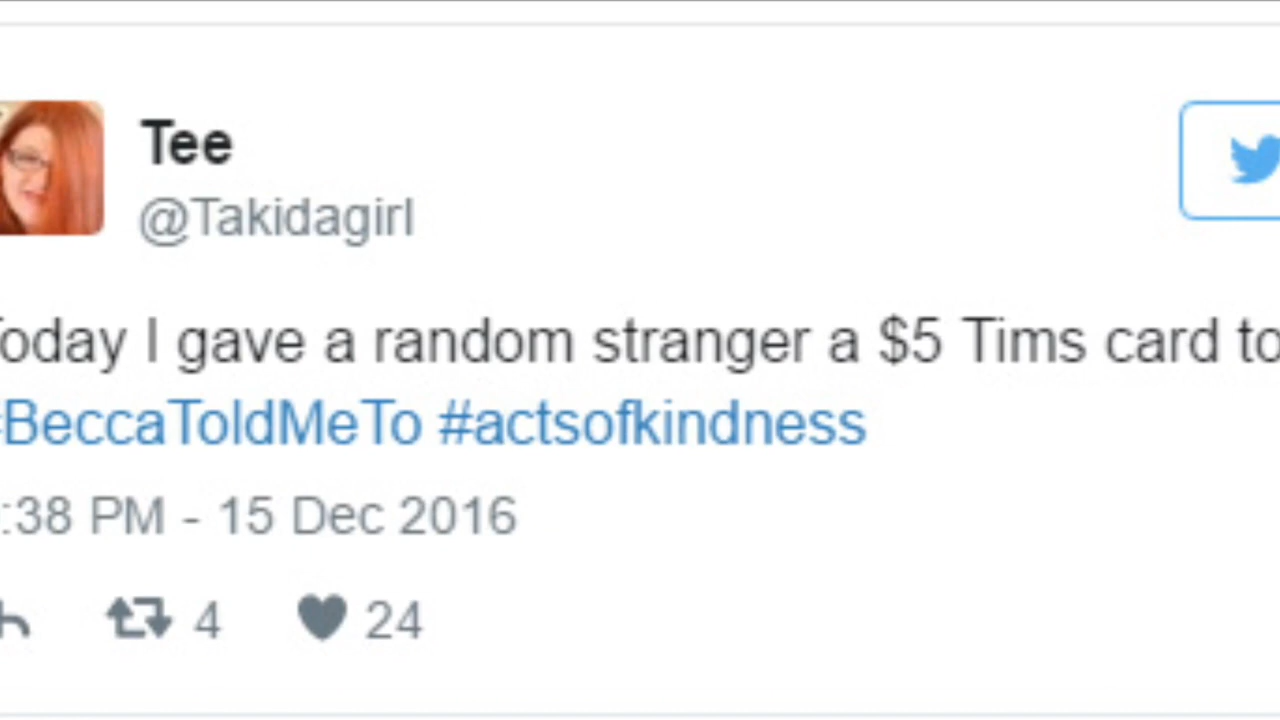 Tee
@Takidagirl
Today I gave a random stranger a $5 Tims card to
#BeccaToldMeTo #actsofkindness
:38 PM - 15 Dec 2016
4 24